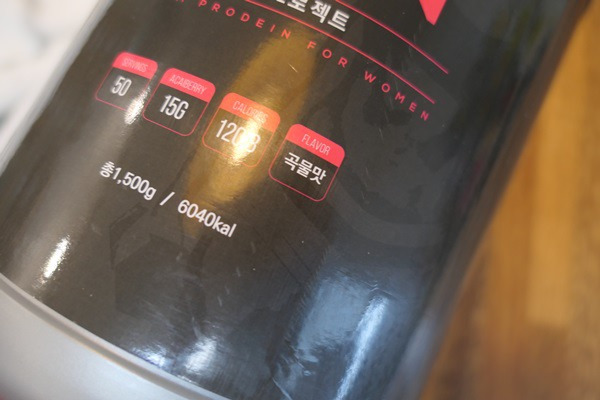 로젝트
PRODEIN FOR WOMEN
SERVINGS
50
ACAIBERRY
15G
CALORIES
FLAVOR
곡물맛
총1,500g / 6040kal